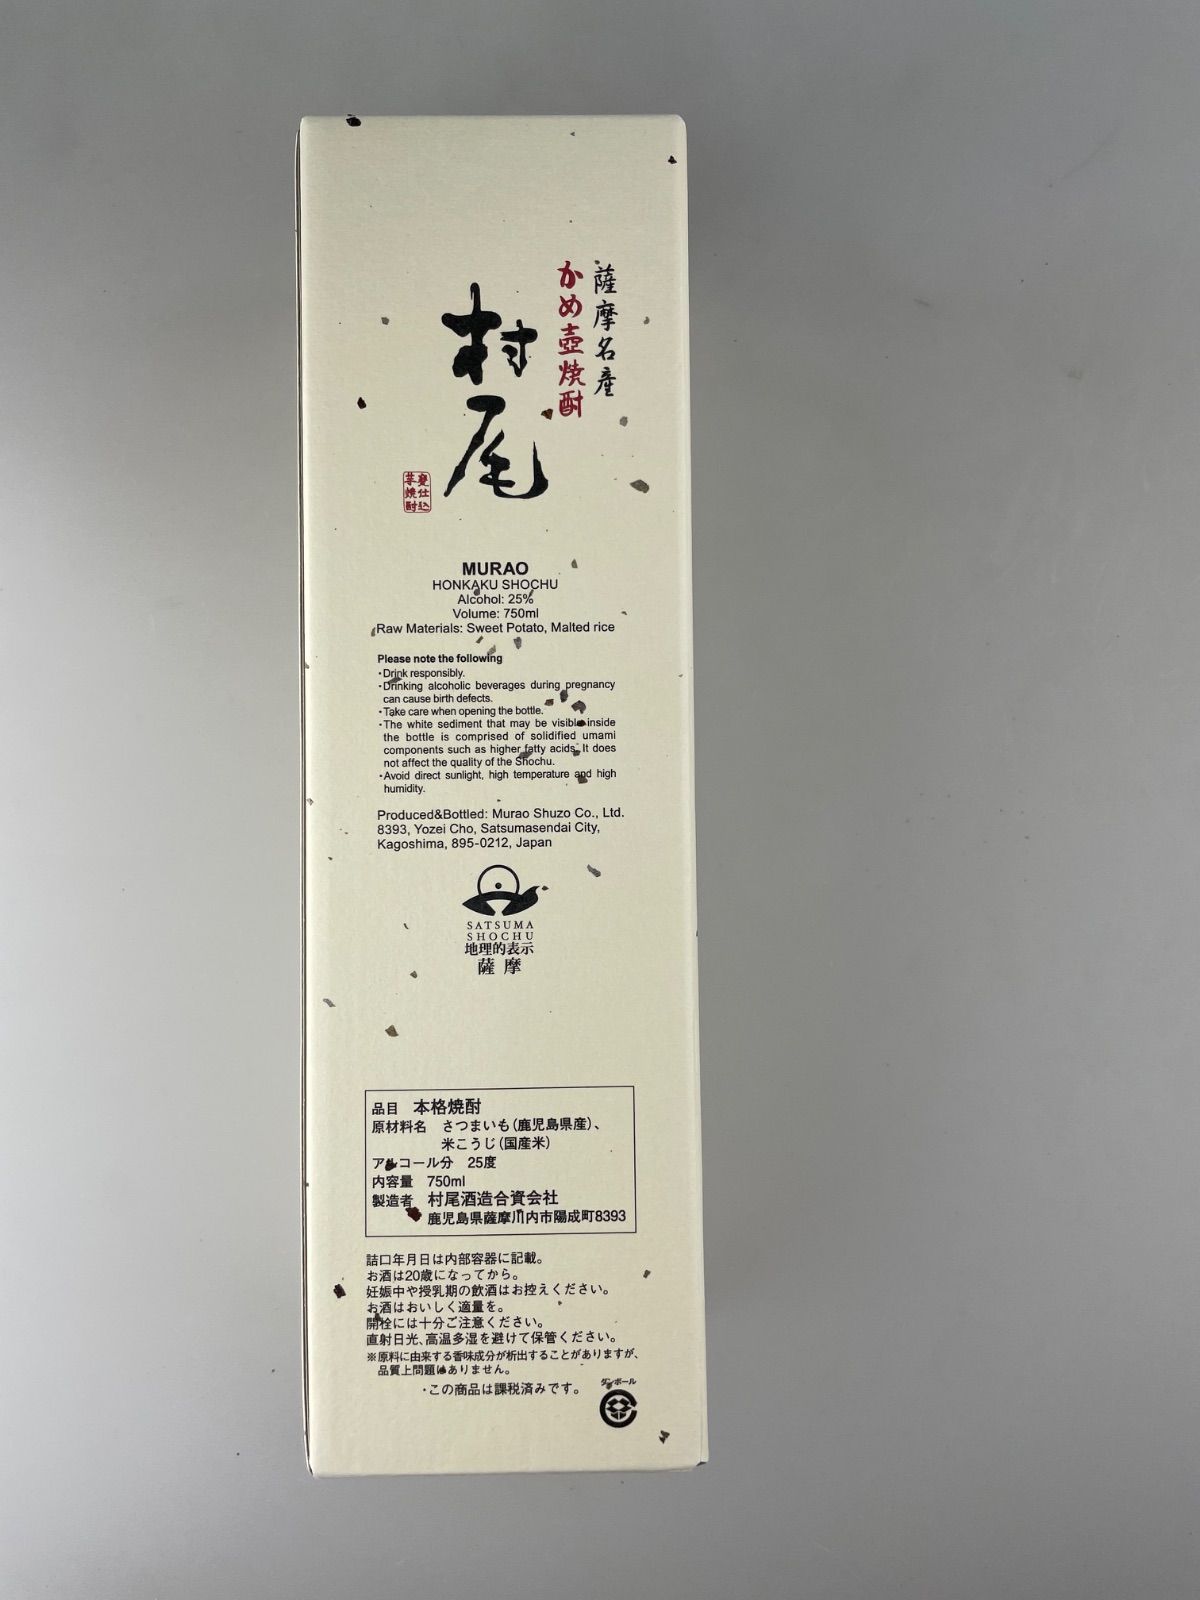 薩摩名産
かめ壺焼酎
村尾
甕仕込
芋焼酎
MURAO
HONKAKU SHOCHU
Alcohol: 25%
Volume: 750ml
Raw Materials: Sweet Potato, Malted rice
Please note the following
・Drink responsibly.
・Drinking alcoholic beverages during pregnancy
can cause birth defects.
・Take care when opening the bottle.
・The white sediment that may be visible inside
the bottle is comprised of solidified umami
components such as higher fatty acids. It does
not affect the quality of the Shochu.
・Avoid direct sunlight, high temperature and high
humidity.
Produced&Bottled: Murao Shuzo Co., Ltd.
8393, Yozei Cho, Satsumasendai City,
Kagoshima, 895-0212, Japan
SATSUMA
SHOCHU
地理的表示
薩摩
品目 本格焼酎
原材料名 さつまいも(鹿児島県産)、
米こうじ(国産米)
アルコール分 25度
内容量 750ml
製造者 村尾酒造合資会社
鹿児島県薩摩川内市陽成町8393
詰口年月日は内部容器に記載。
お酒は20歳になってから。
妊娠中や授乳期の飲酒はお控えください。
お酒はおいしく適量を。
開栓には十分ご注意ください。
直射日光、高温多湿を避けて保管ください。
※原料に由来する香味成分が析出することがありますが、
品質上問題はありません。
・この商品は課税済みです。
ダンボール